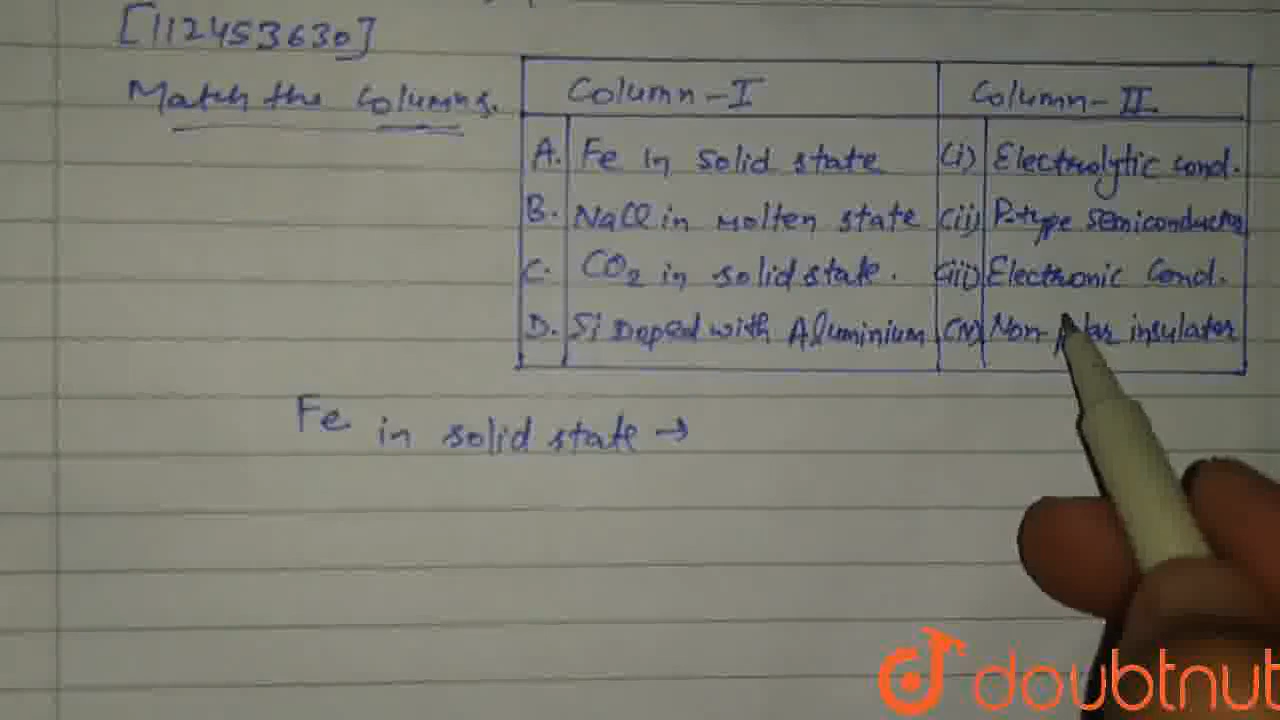 [112453630]
Match the Columns.
Column-I Column-II
A. Fe in solid state (i) Electrolytic cond.
B. NaCl in molten state (ii) P-type semiconductor
C. CO2 in solid state. (iii) Electronic Cond.
D. Si Doped with Aluminium (iv) Non-polar insulator
Fe in solid state →
doubtnut